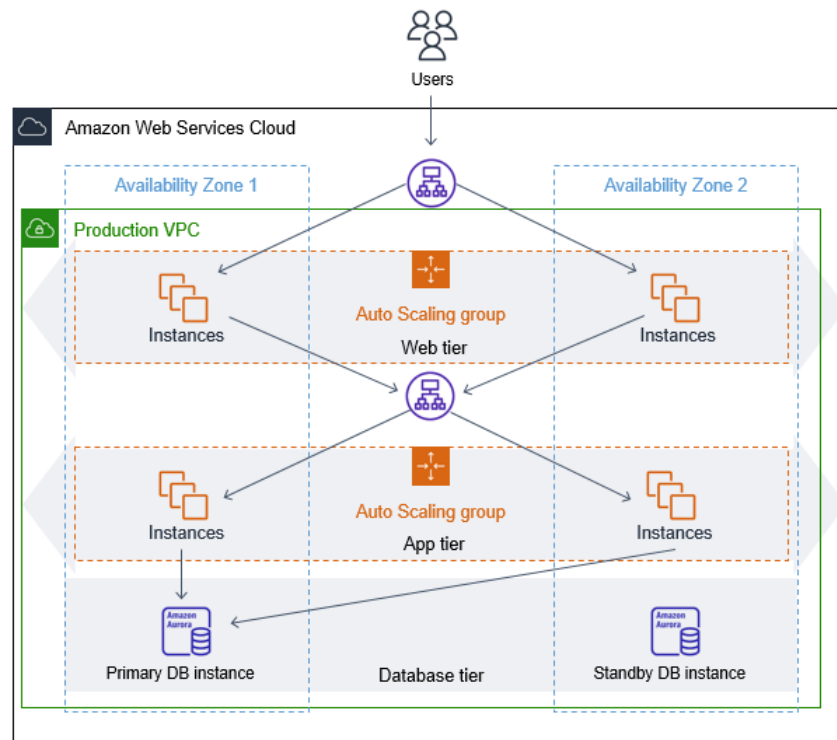 Users
Amazon Web Services Cloud
Availability Zone 1
Availability Zone 2
Production VPC
Instances
Auto Scaling group
Instances
Web tier
Instances
Auto Scaling group
Instances
App tier
Amazon
Aurora
Amazon
Aurora
Primary DB instance
Database tier
Standby DB instance